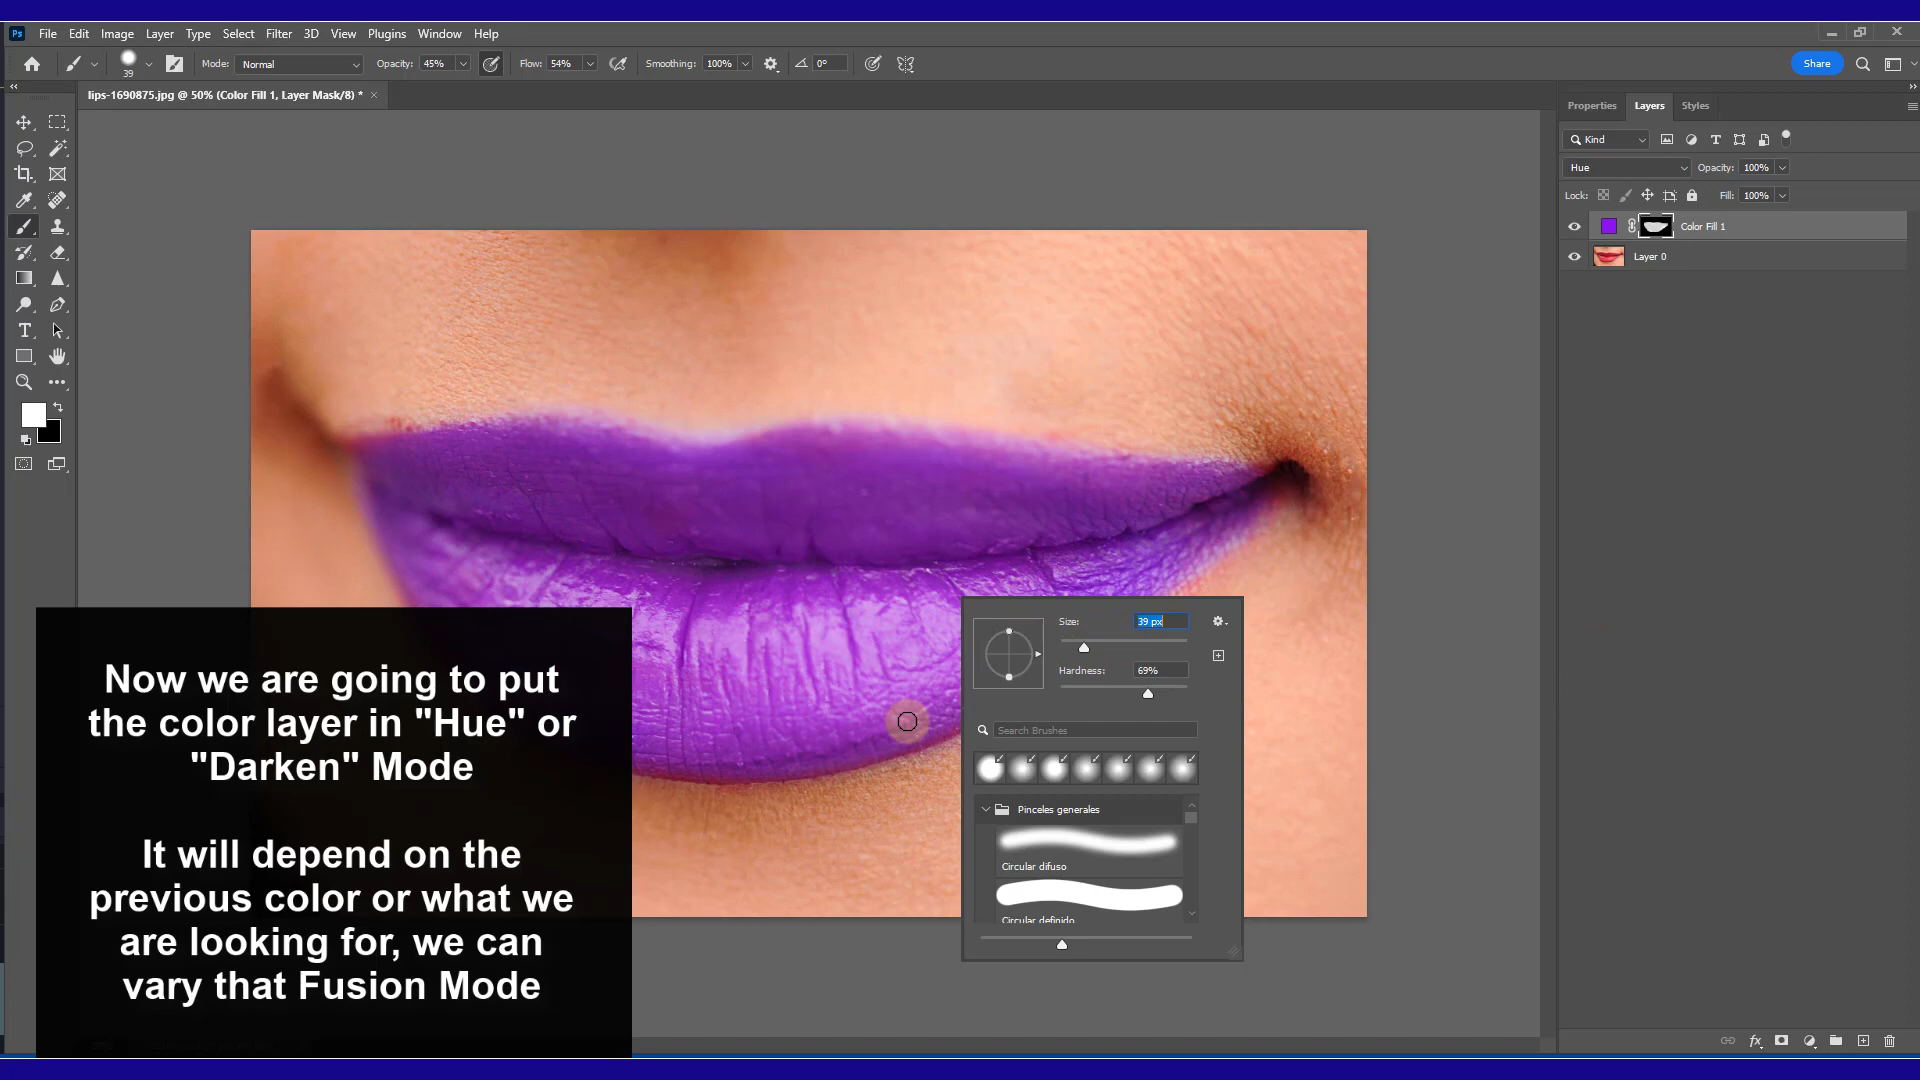 Ps File Edit Image Layer Type Select Filter 3D View Plugins Window Help
39 Mode: Normal Opacity: 45% Flow: 54% Smoothing: 100% 0° Share
lips-1690875.jpg @ 50% (Color Fill 1, Layer Mask/8) *
Properties Layers Styles
Kind
Hue Opacity: 100%
Lock: Fill: 100%
Color Fill 1
Layer 0
Size: 39 px
Hardness: 69%
Search Brushes
Pinceles generales
Circular difuso
Circular definido
Now we are going to put
the color layer in "Hue" or
"Darken" Mode
It will depend on the
previous color or what we
are looking for, we can
vary that Fusion Mode